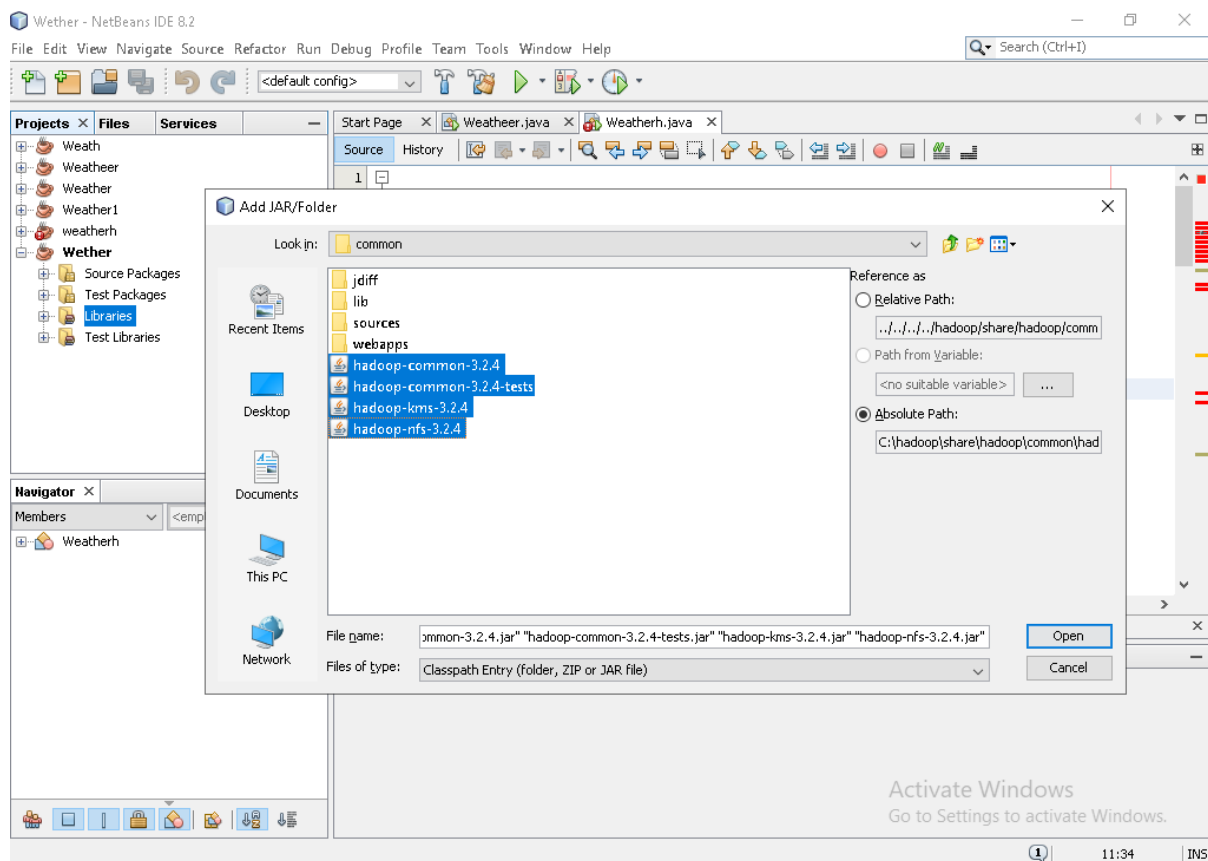 Wether - NetBeans IDE 8.2
File Edit View Navigate Source Refactor Run Debug Profile Team Tools Window Help
Search (Ctrl+I)
<default config>
Projects Files Services
Weath
Weatheer
Weather
Weather1
weatherh
Wether
Source Packages
Test Packages
Libraries
Test Libraries
Start Page Weatheer.java Weatherh.java
Source History
1
Add JAR/Folder
Look in: common
Recent Items
Desktop
Documents
This PC
Network
jdiff
lib
sources
webapps
hadoop-common-3.2.4
hadoop-common-3.2.4-tests
hadoop-kms-3.2.4
hadoop-nfs-3.2.4
Reference as
Relative Path:
../../../../hadoop/share/hadoop/comm
Path from Variable:
<no suitable variable> ...
Absolute Path:
C:\hadoop\share\hadoop\common\had
File name: ommon-3.2.4.jar" "hadoop-common-3.2.4-tests.jar" "hadoop-kms-3.2.4.jar" "hadoop-nfs-3.2.4.jar"
Open
Files of type: Classpath Entry (folder, ZIP or JAR file)
Cancel
Navigator
Members <emp
Weatherh
Activate Windows
Go to Settings to activate Windows.
1 11:34 INS